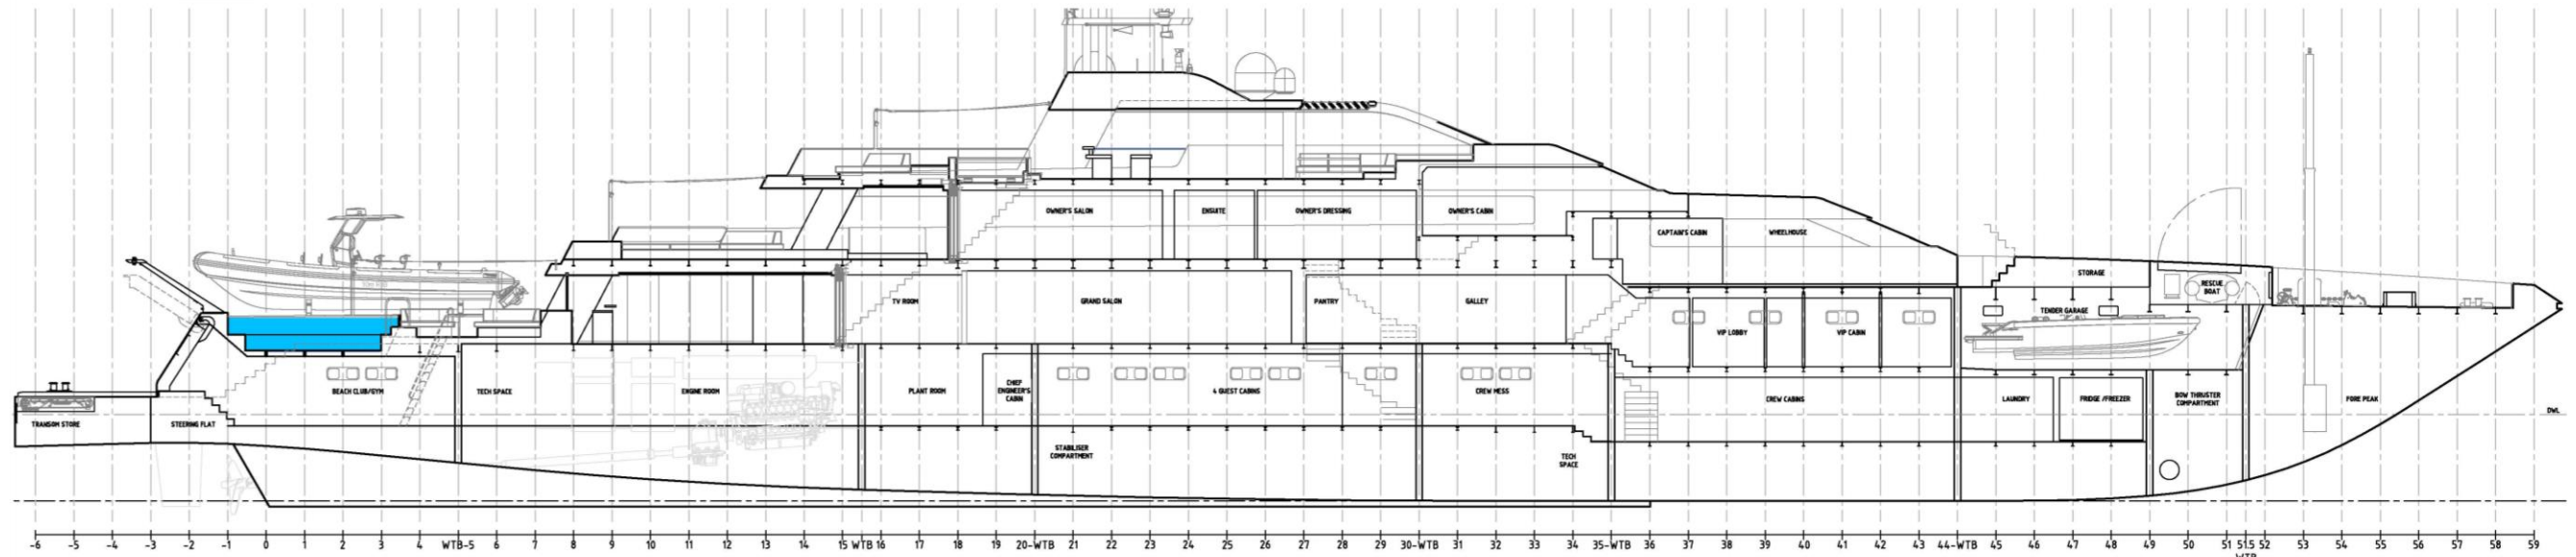 OWNER'S SALON
ENSUITE
OWNER'S DRESSING
OWNER'S CABIN
CAPTAIN'S CABIN
WHEELHOUSE
STORAGE
RESCUE
BOAT
TV ROOM
GRAND SALON
PANTRY
GALLEY
VIP LOBBY
VIP CABIN
TENDER GARAGE
BEACH CLUB/GYM
TECH SPACE
ENGINE ROOM
PLANT ROOM
CHIEF
ENGINEER'S
CABIN
4 GUEST CABINS
CREW MESS
CREW CABINS
LAUNDRY
FRIDGE /FREEZER
BOW THRUSTER
COMPARTMENT
FORE PEAK
DWL
TRANSOM STORE
STEERING FLAT
STABILISER
COMPARTMENT
TECH
SPACE
-6 -5 -4 -3 -2 -1 0 1 2 3 4 WTB-5 6 7 8 9 10 11 12 13 14 15 WTB 16 17 18 19 20-WTB 21 22 23 24 25 26 27 28 29 30-WTB 31 32 33 34 35-WTB 36 37 38 39 40 41 42 43 44-WTB 45 46 47 48 49 50 51 51.5 52 53 54 55 56 57 58 59
WTB